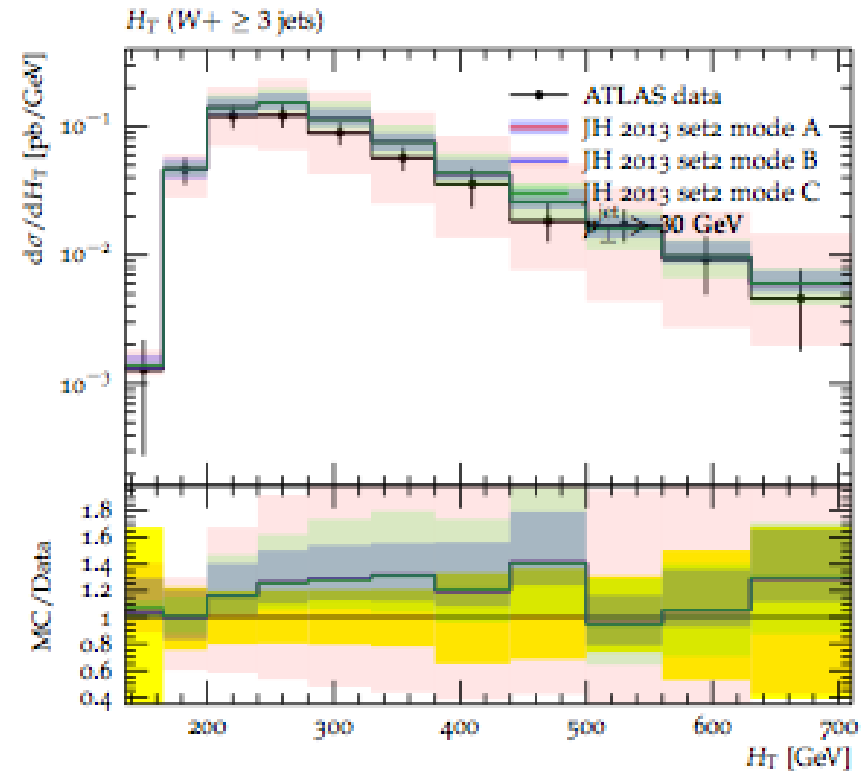 H_T (W+ ≥ 3 jets)
dσ/dH_T [pb/GeV]
ATLAS data
JH 2013 set2 mode A
JH 2013 set2 mode B
JH 2013 set2 mode C
p_⊥^jet > 30 GeV
10⁻¹
10⁻²
10⁻³
MC/Data
1.8
1.6
1.4
1.2
1
0.8
0.6
0.4
200 300 400 500 600 700
H_T [GeV]